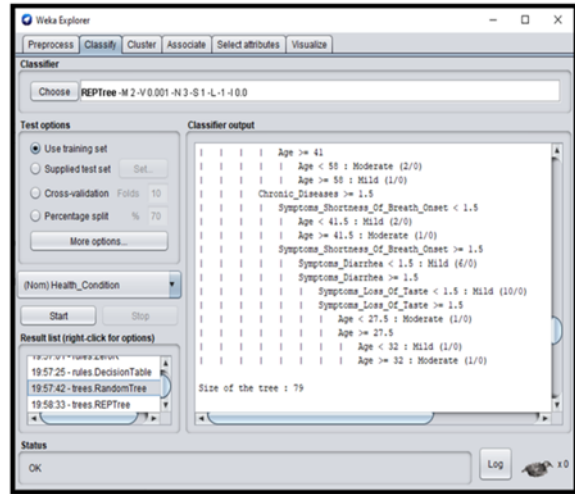 Weka Explorer
Preprocess Classify Cluster Associate Select attributes Visualize
Classifier
Choose REPTree -M 2 -V 0.001 -N 3 -S 1 -L -1 -I 0.0
Test options
Use training set
Supplied test set Set...
Cross-validation Folds 10
Percentage split % 70
More options...
(Nom) Health_Condition
Start Stop
Result list (right-click for options)
19:57:01 - rules.ZeroR
19:57:25 - rules.DecisionTable
19:57:42 - trees.RandomTree
19:58:33 - trees.REPTree
Classifier output
| | | | Age >= 41
| | | | | Age < 58 : Moderate (2/0)
| | | | | Age >= 58 : Mild (1/0)
| | | Chronic_Diseases >= 1.5
| | | | Symptoms_Shortness_Of_Breath_Onset < 1.5
| | | | | Age < 41.5 : Mild (2/0)
| | | | | Age >= 41.5 : Moderate (1/0)
| | | | Symptoms_Shortness_Of_Breath_Onset >= 1.5
| | | | | Symptoms_Diarrhea < 1.5 : Mild (6/0)
| | | | | Symptoms_Diarrhea >= 1.5
| | | | | | Symptoms_Loss_Of_Taste < 1.5 : Mild (10/0)
| | | | | | Symptoms_Loss_Of_Taste >= 1.5
| | | | | | | Age < 27.5 : Moderate (1/0)
| | | | | | | Age >= 27.5
| | | | | | | | Age < 32 : Mild (1/0)
| | | | | | | | Age >= 32 : Moderate (1/0)
Size of the tree : 79
Status
OK
Log
x 0